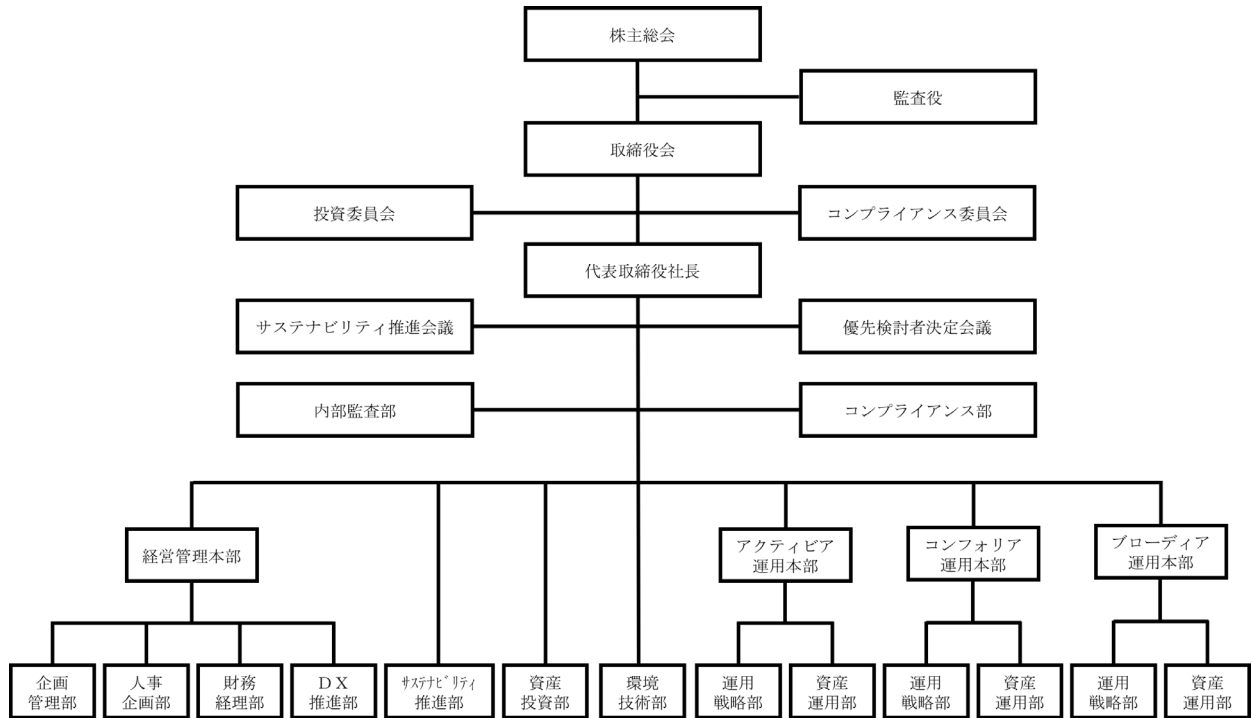 株主総会
監査役
取締役会
投資委員会
コンプライアンス委員会
代表取締役社長
サステナビリティ推進会議
優先検討者決定会議
内部監査部
コンプライアンス部
経営管理本部
アクティビア
運用本部
コンフォリア
運用本部
ブローディア
運用本部
企画
管理部
人事
企画部
財務
経理部
ＤＸ
推進部
ｻｽﾃﾅﾋﾞﾘﾃｨ
推進部
資産
投資部
環境
技術部
運用
戦略部
資産
運用部
運用
戦略部
資産
運用部
運用
戦略部
資産
運用部